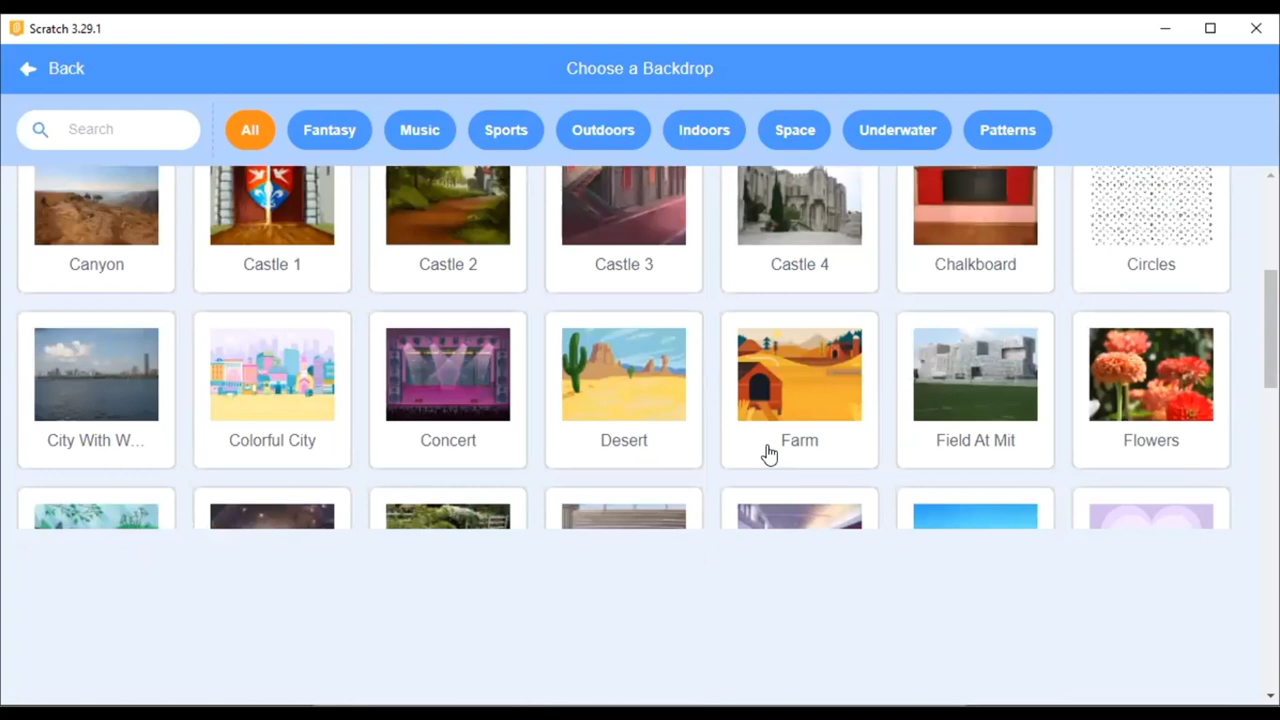 Scratch 3.29.1
Back
Choose a Backdrop
Search
All
Fantasy
Music
Sports
Outdoors
Indoors
Space
Underwater
Patterns
Canyon
Castle 1
Castle 2
Castle 3
Castle 4
Chalkboard
Circles
City With W...
Colorful City
Concert
Desert
Farm
Field At Mit
Flowers